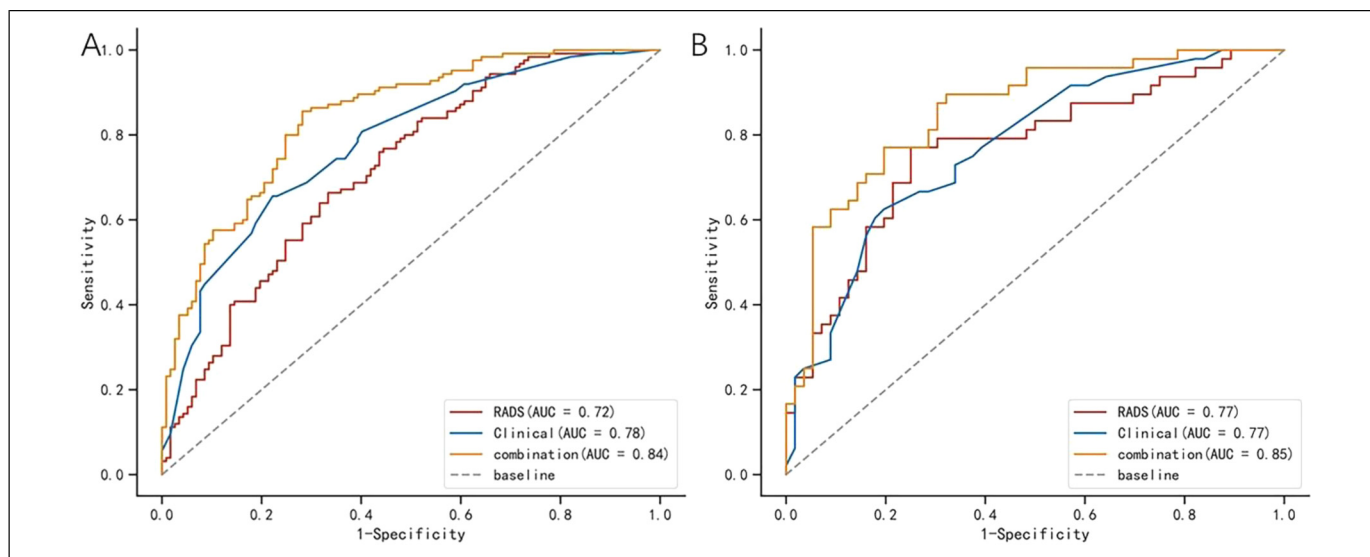 A
1.0
0.8
0.6
0.4
0.2
0.0
Sensitivity
0.0 0.2 0.4 0.6 0.8 1.0
1-Specificity
RADS(AUC = 0.72)
Clinical(AUC = 0.78)
combination(AUC = 0.84)
baseline
B
1.0
0.8
0.6
0.4
0.2
0.0
Sensitivity
0.0 0.2 0.4 0.6 0.8 1.0
1-Specificity
RADS(AUC = 0.77)
Clinical(AUC = 0.77)
combination(AUC = 0.85)
baseline